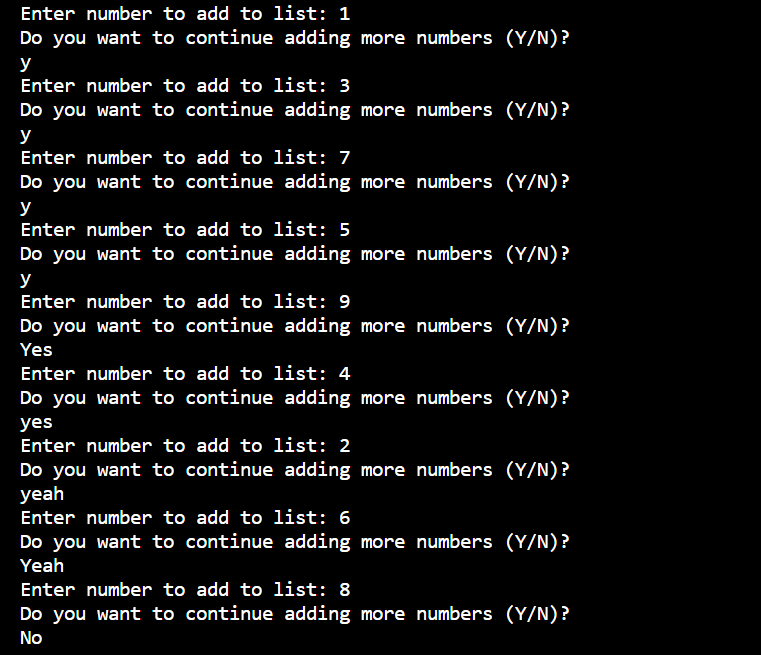 Enter number to add to list: 1
Do you want to continue adding more numbers (Y/N)?
y
Enter number to add to list: 3
Do you want to continue adding more numbers (Y/N)?
y
Enter number to add to list: 7
Do you want to continue adding more numbers (Y/N)?
y
Enter number to add to list: 5
Do you want to continue adding more numbers (Y/N)?
y
Enter number to add to list: 9
Do you want to continue adding more numbers (Y/N)?
Yes
Enter number to add to list: 4
Do you want to continue adding more numbers (Y/N)?
yes
Enter number to add to list: 2
Do you want to continue adding more numbers (Y/N)?
yeah
Enter number to add to list: 6
Do you want to continue adding more numbers (Y/N)?
Yeah
Enter number to add to list: 8
Do you want to continue adding more numbers (Y/N)?
No